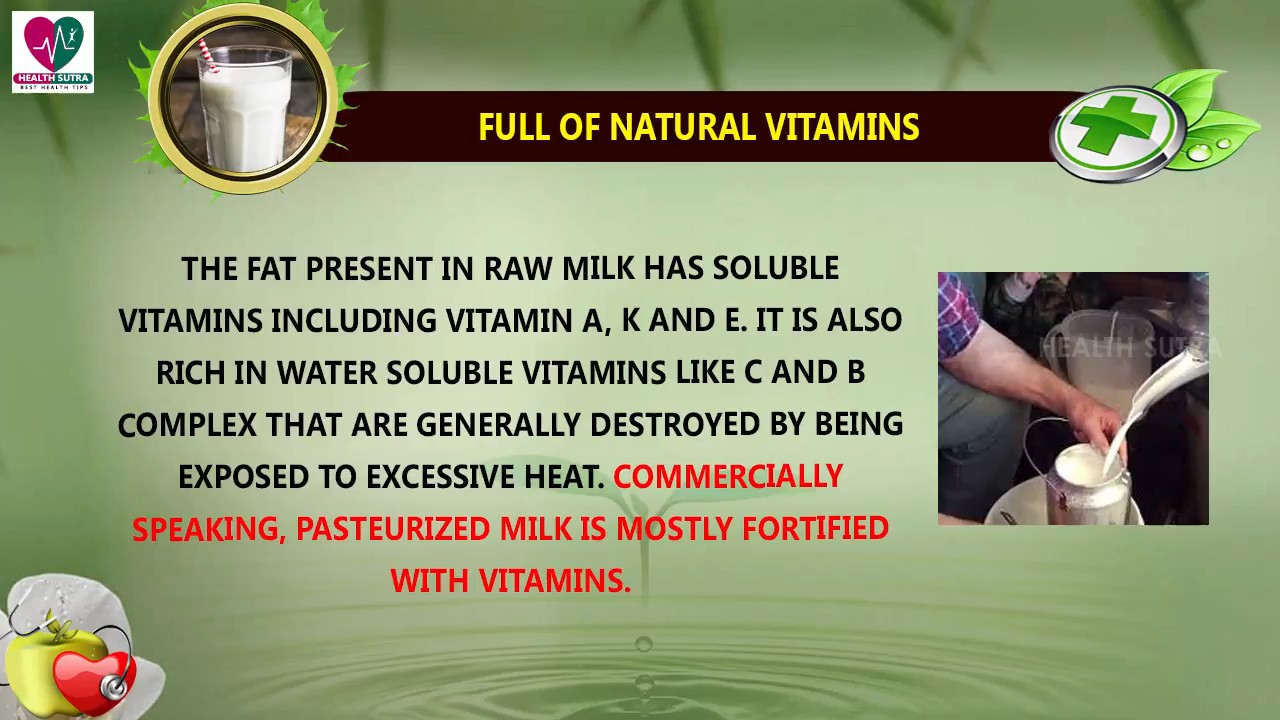 HEALTH SUTRA
BEST HEALTH TIPS
FULL OF NATURAL VITAMINS
THE FAT PRESENT IN RAW MILK HAS SOLUBLE
VITAMINS INCLUDING VITAMIN A, K AND E. IT IS ALSO
RICH IN WATER SOLUBLE VITAMINS LIKE C AND B
COMPLEX THAT ARE GENERALLY DESTROYED BY BEING
EXPOSED TO EXCESSIVE HEAT. COMMERCIALLY
SPEAKING, PASTEURIZED MILK IS MOSTLY FORTIFIED
WITH VITAMINS.
HEALTH SUTRA